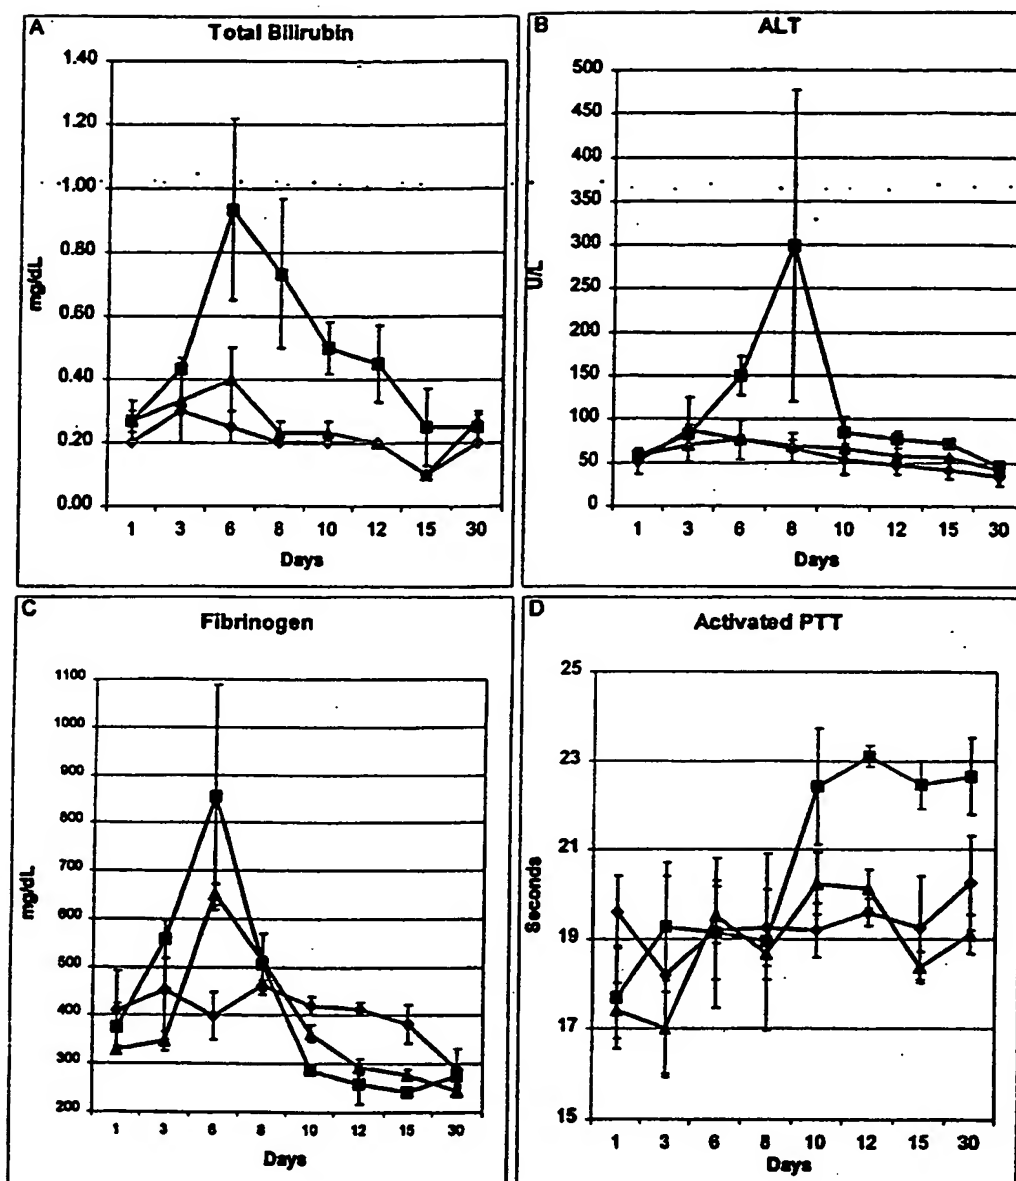 A
Total Bilirubin
1.40
1.20
1.00
0.80
0.60
0.40
0.20
0.00
mg/dL
1 3 6 8 10 12 15 30
Days
B
ALT
500
450
400
350
300
250
200
150
100
50
0
U/L
1 3 6 8 10 12 15 30
Days
C
Fibrinogen
1100
1000
900
800
700
600
500
400
300
200
mg/dL
1 3 6 8 10 12 15 30
Days
D
Activated PTT
25
23
21
19
17
15
Seconds
1 3 6 8 10 12 15 30
Days